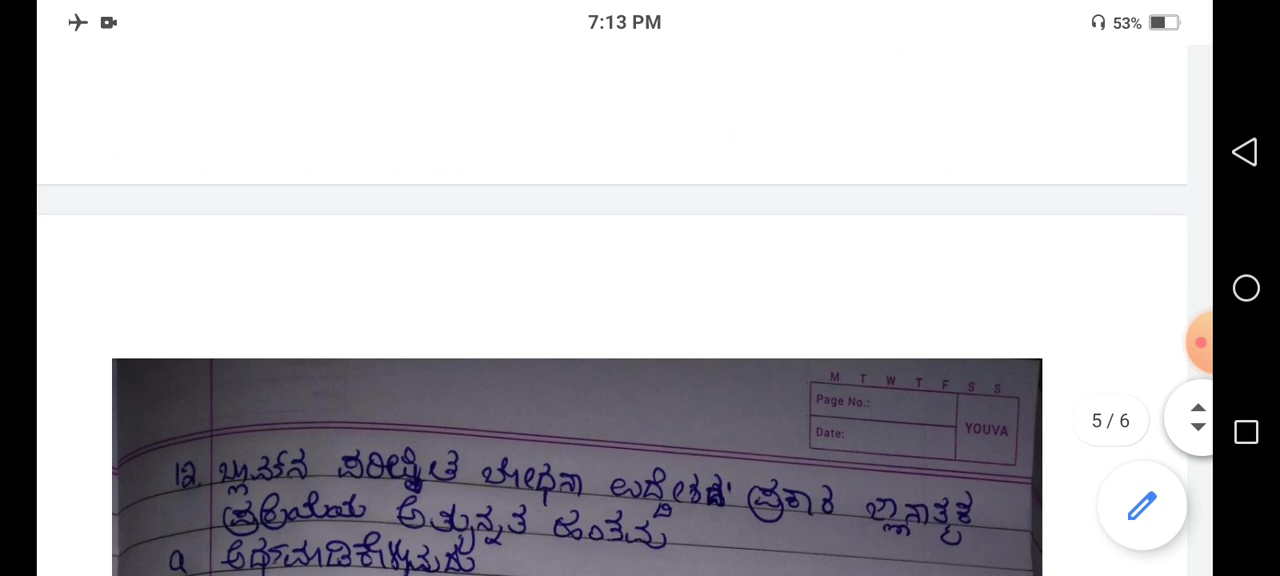 7:13 PM
53%
M T W T F S S
Page No.:
YOUVA
Date:
5 / 6
12. ಬ್ಲೂಮ್‌ನ ಪರಿಷ್ಕೃತ ಬೋಧನಾ ಉದ್ದೇಶದ ಪ್ರಕಾರ ಜ್ಞಾನಾತ್ಮಕ
ಪ್ರಕ್ರಿಯೆಯ ಅತ್ಯುನ್ನತ ಹಂತವು
a ಅರ್ಥಮಾಡಿಕೊಳ್ಳುವುದು